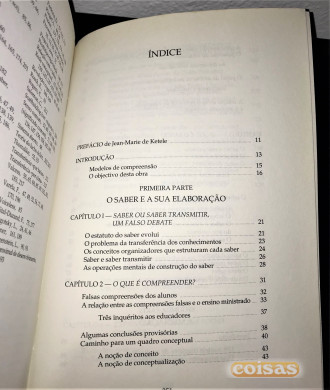 ÍNDICE
PREFÁCIO de Jean-Marie de Ketele 11
INTRODUÇÃO 13
Modelos de compreensão 15
O objectivo desta obra 16
PRIMEIRA PARTE
O SABER E A SUA ELABORAÇÃO
CAPÍTULO 1 — SABER OU SABER TRANSMITIR,
UM FALSO DEBATE 21
O estatuto do saber evolui 21
O problema da transferência dos conhecimentos 23
Os conceitos organizadores que estruturam cada saber 24
Saber e saber transmitir 26
As operações mentais de construção do saber 28
CAPÍTULO 2 — O QUE É COMPREENDER? 31
Falsas compreensões dos alunos 32
A relação entre as compreensões falsas e o ensino ministrado 33
Três inquéritos aos educadores 37
Algumas conclusões provisórias 38
Caminho para um quadro conceptual 40
A noção de conceito 43
A noção de conceptualização 43
coisas